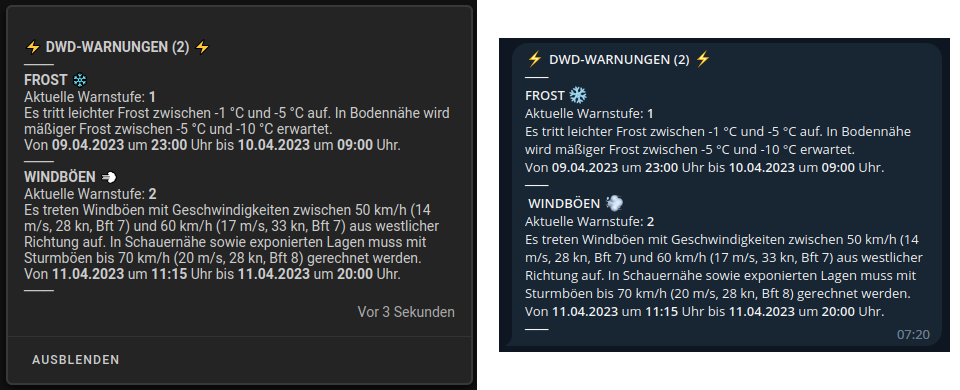 ⚡ DWD-WARNUNGEN (2) ⚡
FROST ❄
Aktuelle Warnstufe: 1
Es tritt leichter Frost zwischen -1 °C und -5 °C auf. In Bodennähe wird
mäßiger Frost zwischen -5 °C und -10 °C erwartet.
Von 09.04.2023 um 23:00 Uhr bis 10.04.2023 um 09:00 Uhr.
WINDBÖEN 💨
Aktuelle Warnstufe: 2
Es treten Windböen mit Geschwindigkeiten zwischen 50 km/h (14
m/s, 28 kn, Bft 7) und 60 km/h (17 m/s, 33 kn, Bft 7) aus westlicher
Richtung auf. In Schauernähe sowie exponierten Lagen muss mit
Sturmböen bis 70 km/h (20 m/s, 28 kn, Bft 8) gerechnet werden.
Von 11.04.2023 um 11:15 Uhr bis 11.04.2023 um 20:00 Uhr.
Vor 3 Sekunden
AUSBLENDEN
⚡ DWD-WARNUNGEN (2) ⚡
FROST ❄
Aktuelle Warnstufe: 1
Es tritt leichter Frost zwischen -1 °C und -5 °C auf. In Bodennähe
wird mäßiger Frost zwischen -5 °C und -10 °C erwartet.
Von 09.04.2023 um 23:00 Uhr bis 10.04.2023 um 09:00 Uhr.
WINDBÖEN 💨
Aktuelle Warnstufe: 2
Es treten Windböen mit Geschwindigkeiten zwischen 50 km/h (14
m/s, 28 kn, Bft 7) und 60 km/h (17 m/s, 33 kn, Bft 7) aus westlicher
Richtung auf. In Schauernähe sowie exponierten Lagen muss mit
Sturmböen bis 70 km/h (20 m/s, 28 kn, Bft 8) gerechnet werden.
Von 11.04.2023 um 11:15 Uhr bis 11.04.2023 um 20:00 Uhr.
07:20